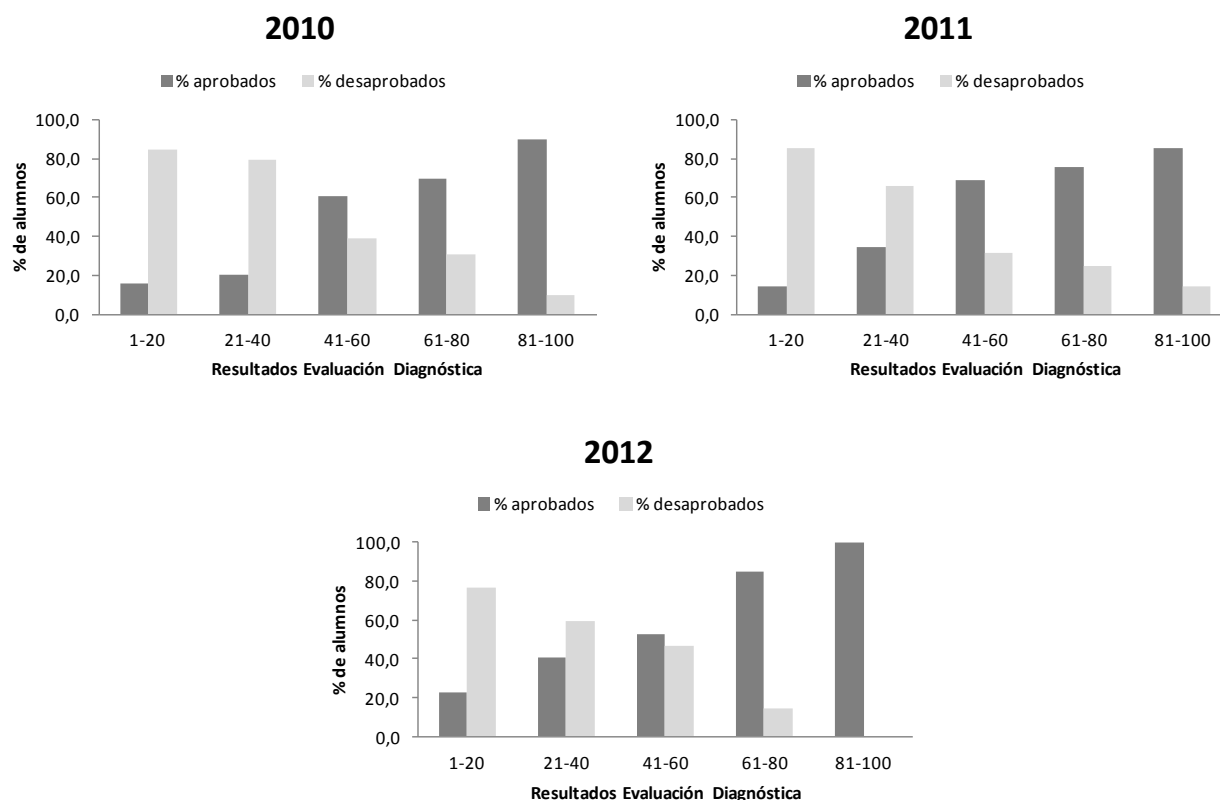 2010
% aprobados % desaprobados
100,0
80,0
60,0
40,0
20,0
0,0
% de alumnos
1-20 21-40 41-60 61-80 81-100
Resultados Evaluación Diagnóstica
2011
% aprobados % desaprobados
100,0
80,0
60,0
40,0
20,0
0,0
% de alumnos
1-20 21-40 41-60 61-80 81-100
Resultados Evaluación Diagnóstica
2012
% aprobados % desaprobados
100,0
80,0
60,0
40,0
20,0
0,0
% de alumnos
1-20 21-40 41-60 61-80 81-100
Resultados Evaluación Diagnóstica